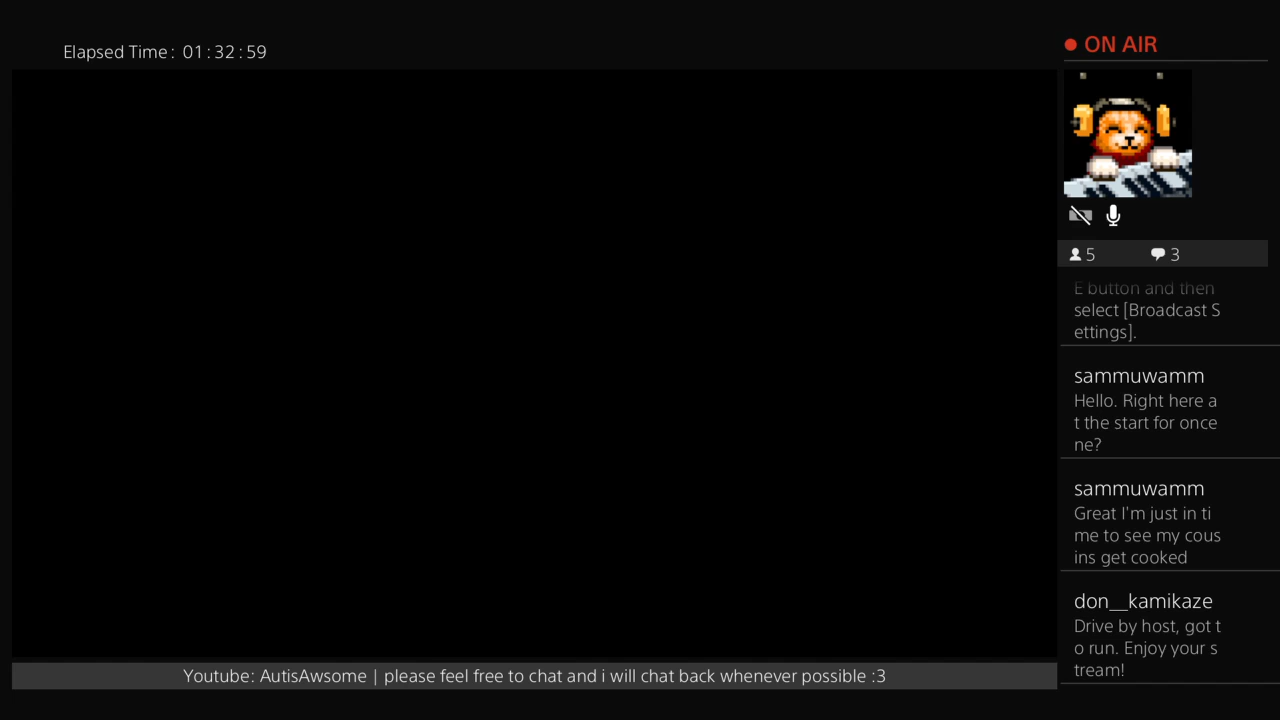 Elapsed Time: 01:32:59
ON AIR
5 3
E button and then
select [Broadcast S
ettings].
sammuwamm
Hello. Right here a
t the start for once
ne?
sammuwamm
Great I'm just in ti
me to see my cous
ins get cooked
don__kamikaze
Drive by host, got t
o run. Enjoy your s
tream!
Youtube: AutisAwsome | please feel free to chat and i will chat back whenever possible :3